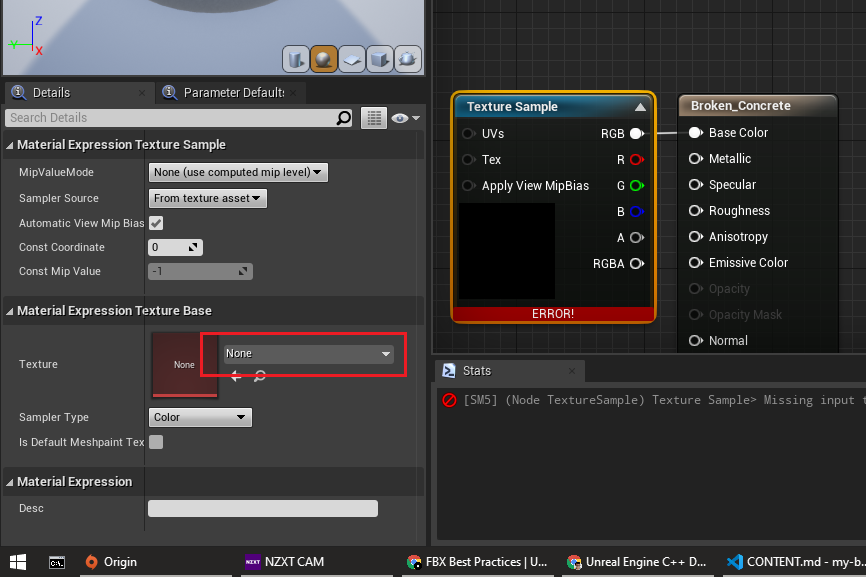 Z
Y
X
Details
Parameter Defaults
Search Details
Material Expression Texture Sample
MipValueMode
None (use computed mip level)
Sampler Source
From texture asset
Automatic View Mip Bias
Const Coordinate
0
Const Mip Value
-1
Material Expression Texture Base
Texture
None
None
Sampler Type
Color
Is Default Meshpaint Tex
Material Expression
Desc
Texture Sample
UVs
RGB
Tex
R
Apply View MipBias
G
B
A
RGBA
ERROR!
Broken_Concrete
Base Color
Metallic
Specular
Roughness
Anisotropy
Emissive Color
Opacity
Opacity Mask
Normal
Stats
[SM5] (Node TextureSample) Texture Sample> Missing input t
Origin
NZXT
NZXT CAM
FBX Best Practices | U...
Unreal Engine C++ D...
CONTENT.md - my-b